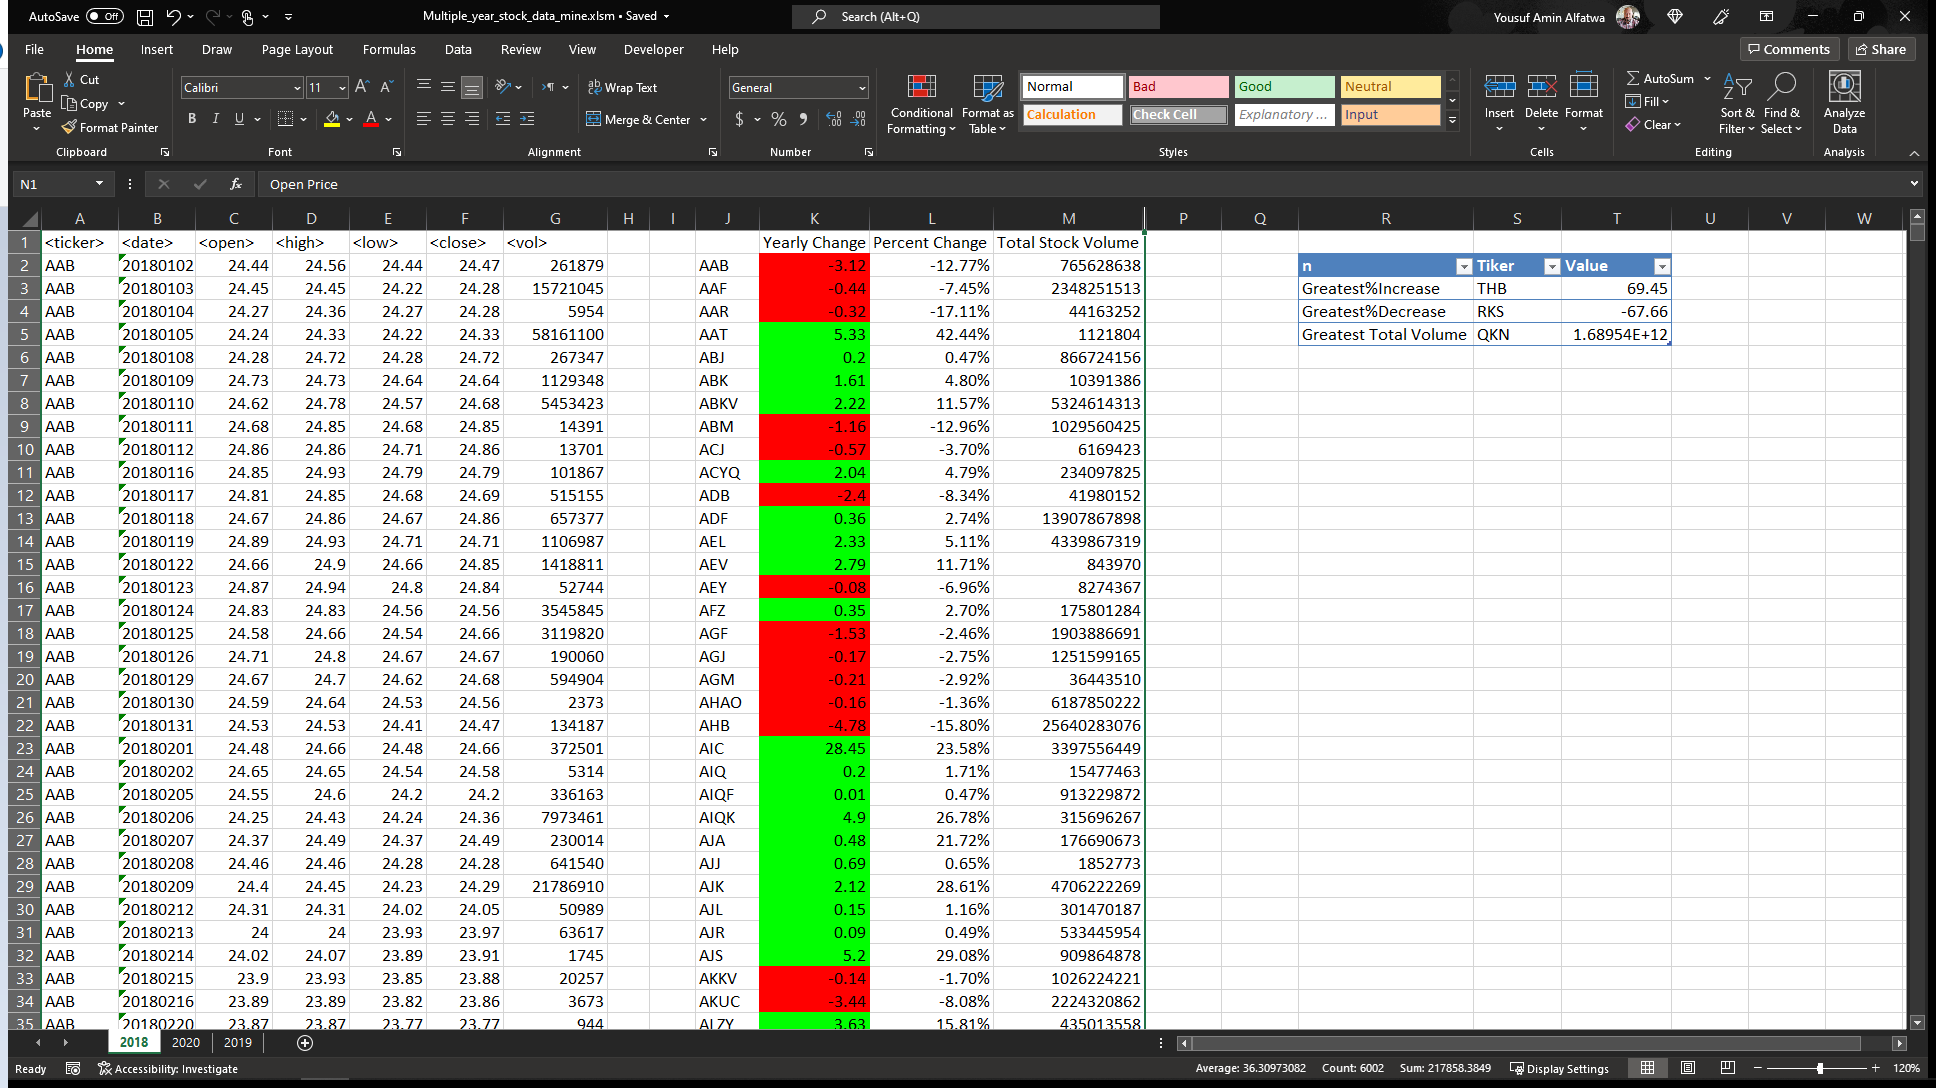 AutoSave Off Multiple_year_stock_data_mine.xlsm • Saved Search (Alt+Q) Yousuf Amin Alfatwa
File Home Insert Draw Page Layout Formulas Data Review View Developer Help Comments Share
Paste Cut Copy Format Painter
Calibri 11
B I U
Wrap Text
Merge & Center
General
$ % 9
Conditional Formatting Format as Table
Normal Bad Good Neutral
Calculation Check Cell Explanatory ... Input
Insert Delete Format
AutoSum Fill Clear
Sort & Filter Find & Select
Analyze Data
Clipboard Font Alignment Number Styles Cells Editing Analysis
N1 fx Open Price
A B C D E F G H I J K L M P Q R S T U V W
1 <ticker> <date> <open> <high> <low> <close> <vol> Yearly Change Percent Change Total Stock Volume
2 AAB 20180102 24.44 24.56 24.44 24.47 261879 AAB -3.12 -12.77% 765628638 n Tiker Value
3 AAB 20180103 24.45 24.45 24.22 24.28 15721045 AAF -0.44 -7.45% 2348251513 Greatest%Increase THB 69.45
4 AAB 20180104 24.27 24.36 24.27 24.28 5954 AAR -0.32 -17.11% 44163252 Greatest%Decrease RKS -67.66
5 AAB 20180105 24.24 24.33 24.22 24.33 58161100 AAT 5.33 42.44% 1121804 Greatest Total Volume QKN 1.68954E+12
6 AAB 20180108 24.28 24.72 24.28 24.72 267347 ABJ 0.2 0.47% 866724156
7 AAB 20180109 24.73 24.73 24.64 24.64 1129348 ABK 1.61 4.80% 10391386
8 AAB 20180110 24.62 24.78 24.57 24.68 5453423 ABKV 2.22 11.57% 5324614313
9 AAB 20180111 24.68 24.85 24.68 24.85 14391 ABM -1.16 -12.96% 1029560425
10 AAB 20180112 24.86 24.86 24.71 24.86 13701 ACJ -0.57 -3.70% 6169423
11 AAB 20180116 24.85 24.93 24.79 24.79 101867 ACYQ 2.04 4.79% 234097825
12 AAB 20180117 24.81 24.85 24.68 24.69 515155 ADB -2.4 -8.34% 41980152
13 AAB 20180118 24.67 24.86 24.67 24.86 657377 ADF 0.36 2.74% 13907867898
14 AAB 20180119 24.89 24.93 24.71 24.71 1106987 AEL 2.33 5.11% 4339867319
15 AAB 20180122 24.66 24.9 24.66 24.85 1418811 AEV 2.79 11.71% 843970
16 AAB 20180123 24.87 24.94 24.8 24.84 52744 AEY -0.08 -6.96% 8274367
17 AAB 20180124 24.83 24.83 24.56 24.56 3545845 AFZ 0.35 2.70% 175801284
18 AAB 20180125 24.58 24.66 24.54 24.66 3119820 AGF -1.53 -2.46% 1903886691
19 AAB 20180126 24.71 24.8 24.67 24.67 190060 AGJ -0.17 -2.75% 1251599165
20 AAB 20180129 24.67 24.7 24.62 24.68 594904 AGM -0.21 -2.92% 36443510
21 AAB 20180130 24.59 24.64 24.53 24.56 2373 AHAO -0.16 -1.36% 6187850222
22 AAB 20180131 24.53 24.53 24.41 24.47 134187 AHB -4.78 -15.80% 25640283076
23 AAB 20180201 24.48 24.66 24.48 24.66 372501 AIC 28.45 23.58% 3397556449
24 AAB 20180202 24.65 24.65 24.54 24.58 5314 AIQ 0.2 1.71% 15477463
25 AAB 20180205 24.55 24.6 24.2 24.2 336163 AIQF 0.01 0.47% 913229872
26 AAB 20180206 24.25 24.43 24.24 24.36 7973461 AIQK 4.9 26.78% 315696267
27 AAB 20180207 24.37 24.49 24.37 24.49 230014 AJA 0.48 21.72% 176690673
28 AAB 20180208 24.46 24.46 24.28 24.28 641540 AJJ 0.69 0.65% 1852773
29 AAB 20180209 24.4 24.45 24.23 24.29 21786910 AJK 2.12 28.61% 4706222269
30 AAB 20180212 24.31 24.31 24.02 24.05 50989 AJL 0.15 1.16% 301470187
31 AAB 20180213 24 24 23.93 23.97 63617 AJR 0.09 0.49% 533445954
32 AAB 20180214 24.02 24.07 23.89 23.91 1745 AJS 5.2 29.08% 909864878
33 AAB 20180215 23.9 23.93 23.85 23.88 20257 AKKV -0.14 -1.70% 1026224221
34 AAB 20180216 23.89 23.89 23.82 23.86 3673 AKUC -3.44 -8.08% 2224320862
35 AAB 20180220 23.87 23.87 23.77 23.77 944 ALZY 3.63 15.81% 435013558
2018 2020 2019
Ready Accessibility: Investigate Average: 36.30973082 Count: 6002 Sum: 217858.3849 Display Settings 120%